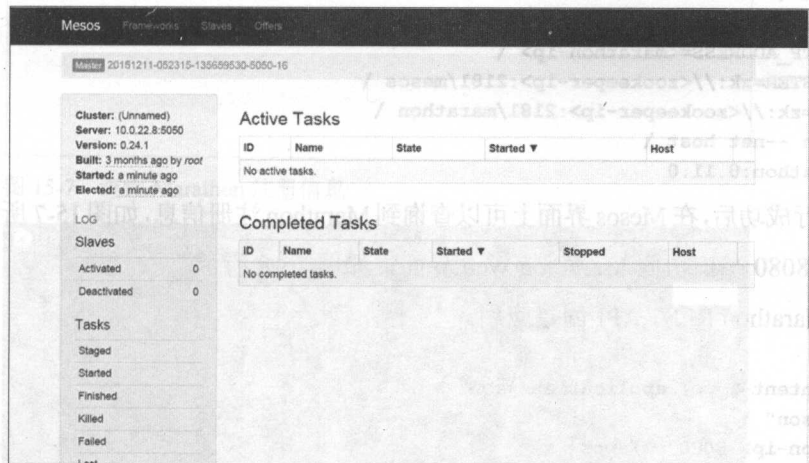 Mesos Frameworks Slaves Offers
Master 20151211-052315-135659530-5050-16
Cluster: (Unnamed)
Server: 10.0.22.8:5050
Version: 0.24.1
Built: 3 months ago by root
Started: a minute ago
Elected: a minute ago
LOG
Slaves
Activated 0
Deactivated 0
Tasks
Staged
Started
Finished
Killed
Failed
Lost
Active Tasks
ID Name State Started ▼ Host
No active tasks.
Completed Tasks
ID Name State Started ▼ Stopped Host
No completed tasks.